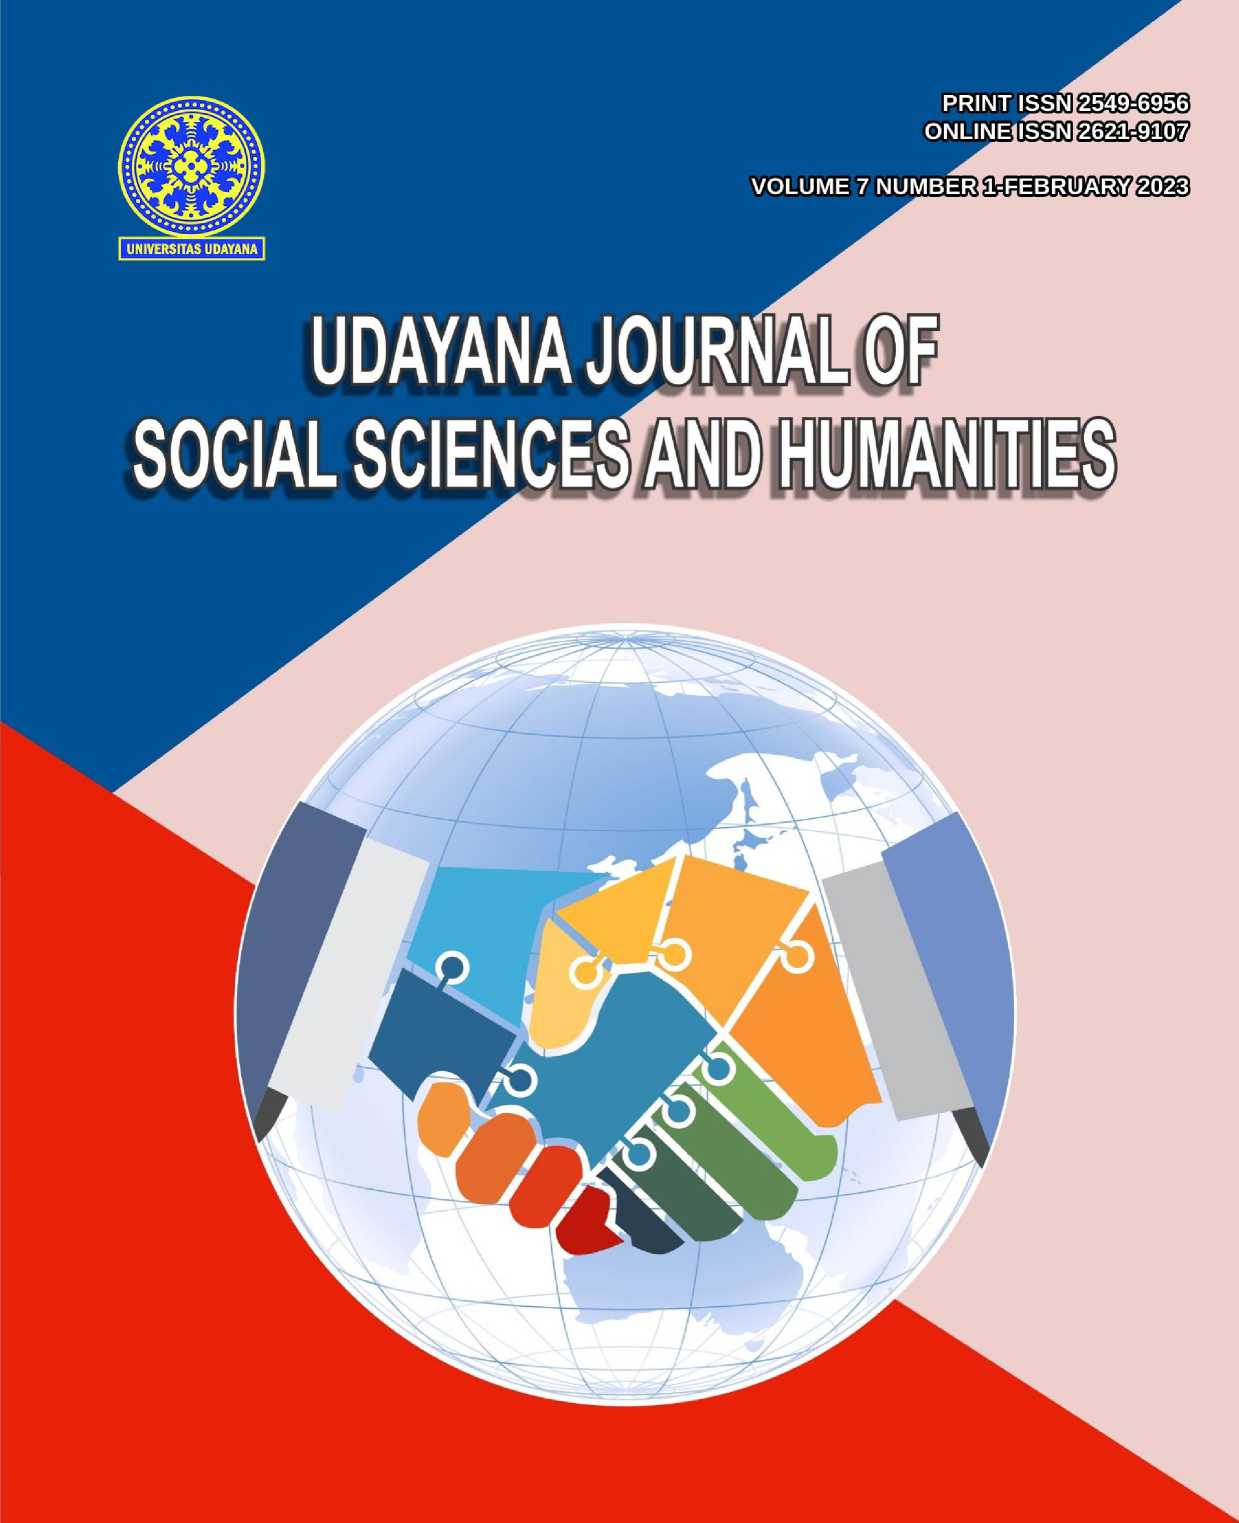 PRINT ISSN 2549-6956
ONLINE ISSN 2621-9107
VOLUME 7 NUMBER 1-FEBRUARY 2023
UNIVERSITAS UDAYANA
UDAYANA JOURNAL OF
SOCIAL SCIENCES AND HUMANITIES